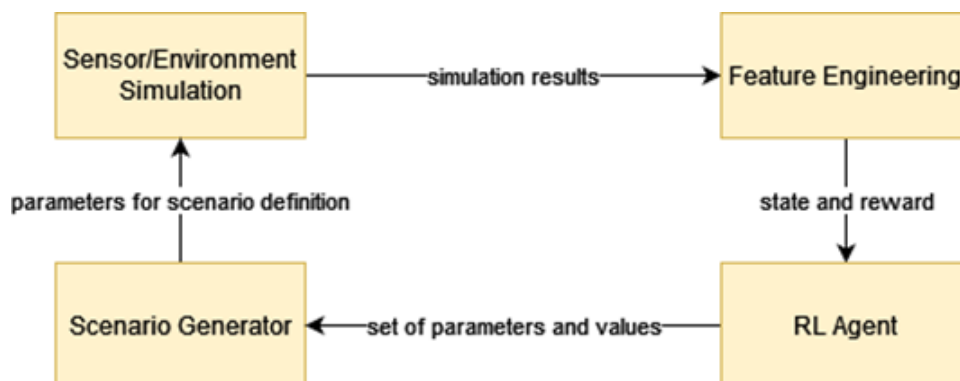 Sensor/Environment
Simulation
simulation results
Feature Engineering
parameters for scenario definition
state and reward
Scenario Generator
set of parameters and values
RL Agent